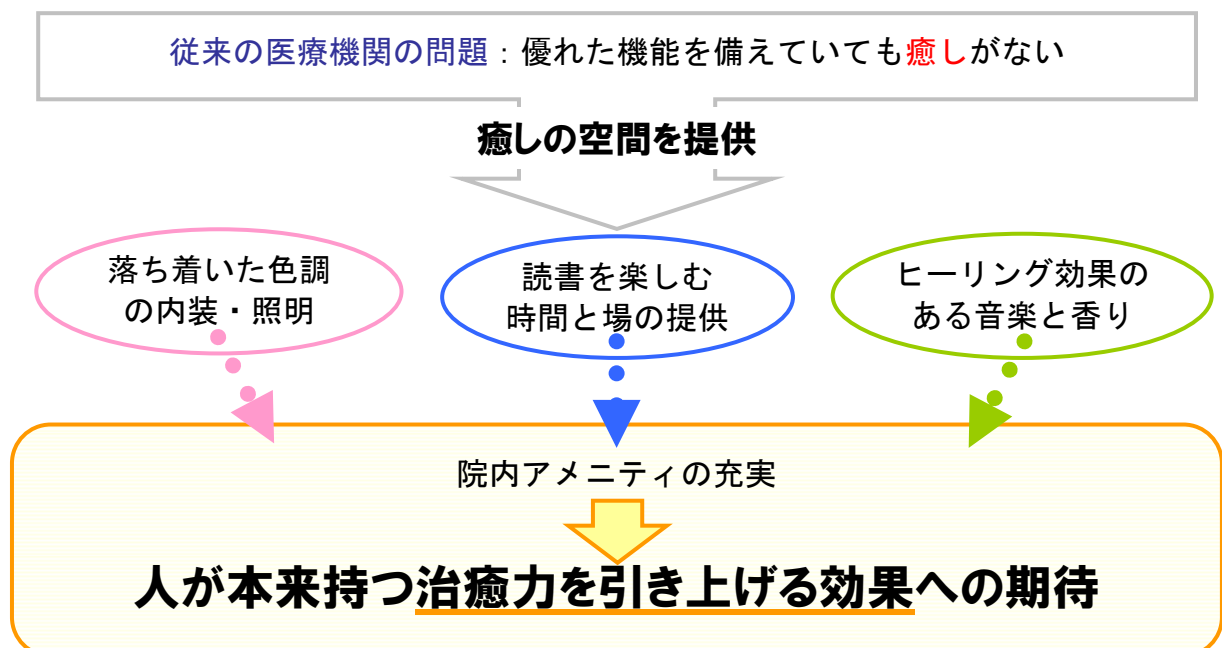 従来の医療機関の問題：優れた機能を備えていても癒しがない
癒しの空間を提供
落ち着いた色調
の内装・照明
読書を楽しむ
時間と場の提供
ヒーリング効果の
ある音楽と香り
院内アメニティの充実
人が本来持つ治癒力を引き上げる効果への期待